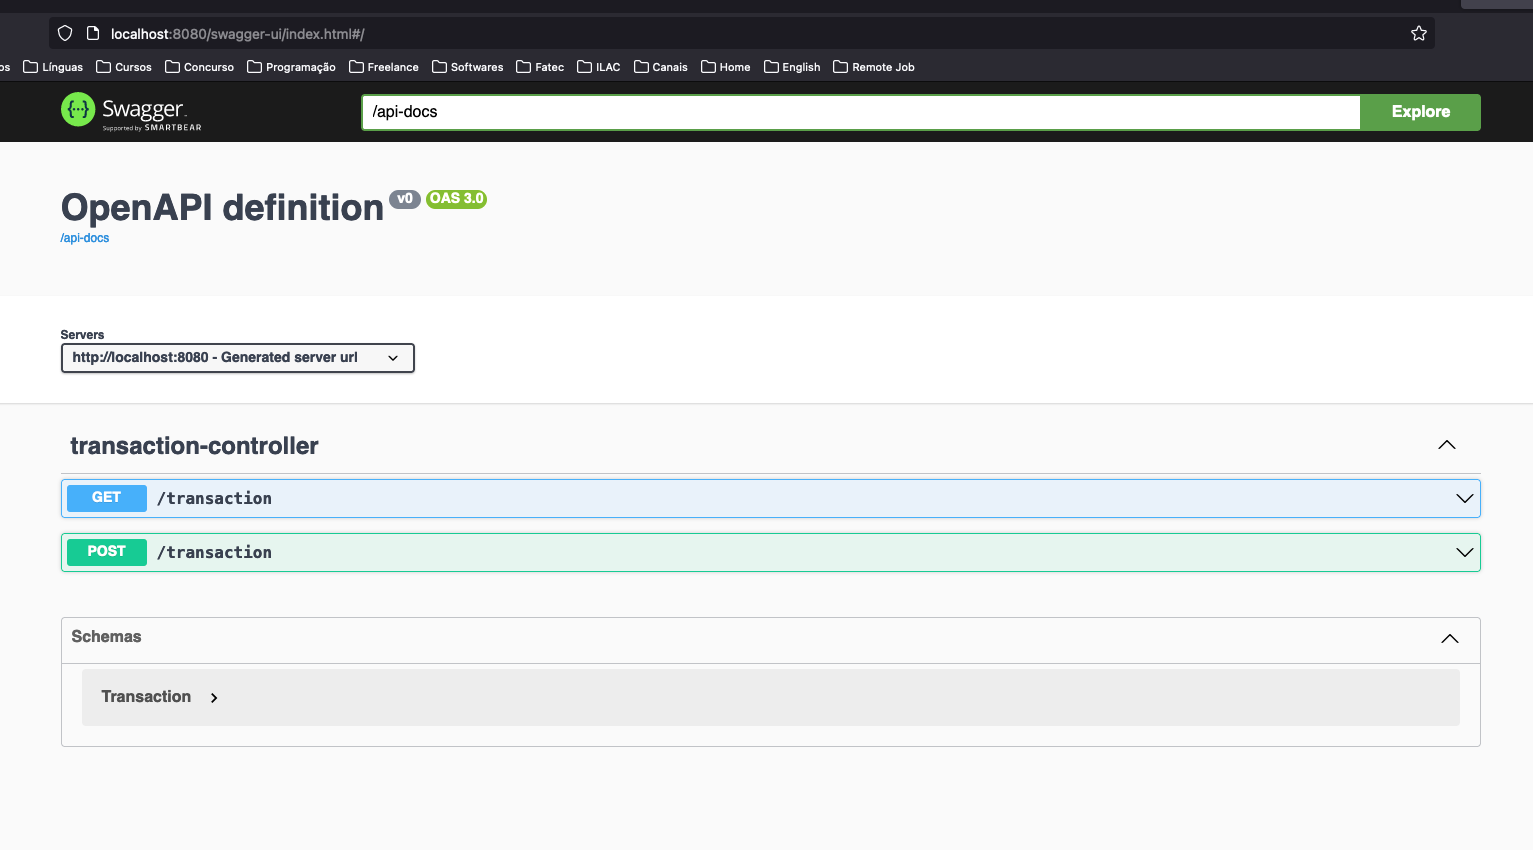 localhost:8080/swagger-ui/index.html#/
os Línguas Cursos Concurso Programação Freelance Softwares Fatec ILAC Canais Home English Remote Job
{···} Swagger.
Supported by SMARTBEAR
/api-docs
Explore
OpenAPI definition v0 OAS 3.0
/api-docs
Servers
http://localhost:8080 - Generated server url
transaction-controller
GET /transaction
POST /transaction
Schemas
Transaction